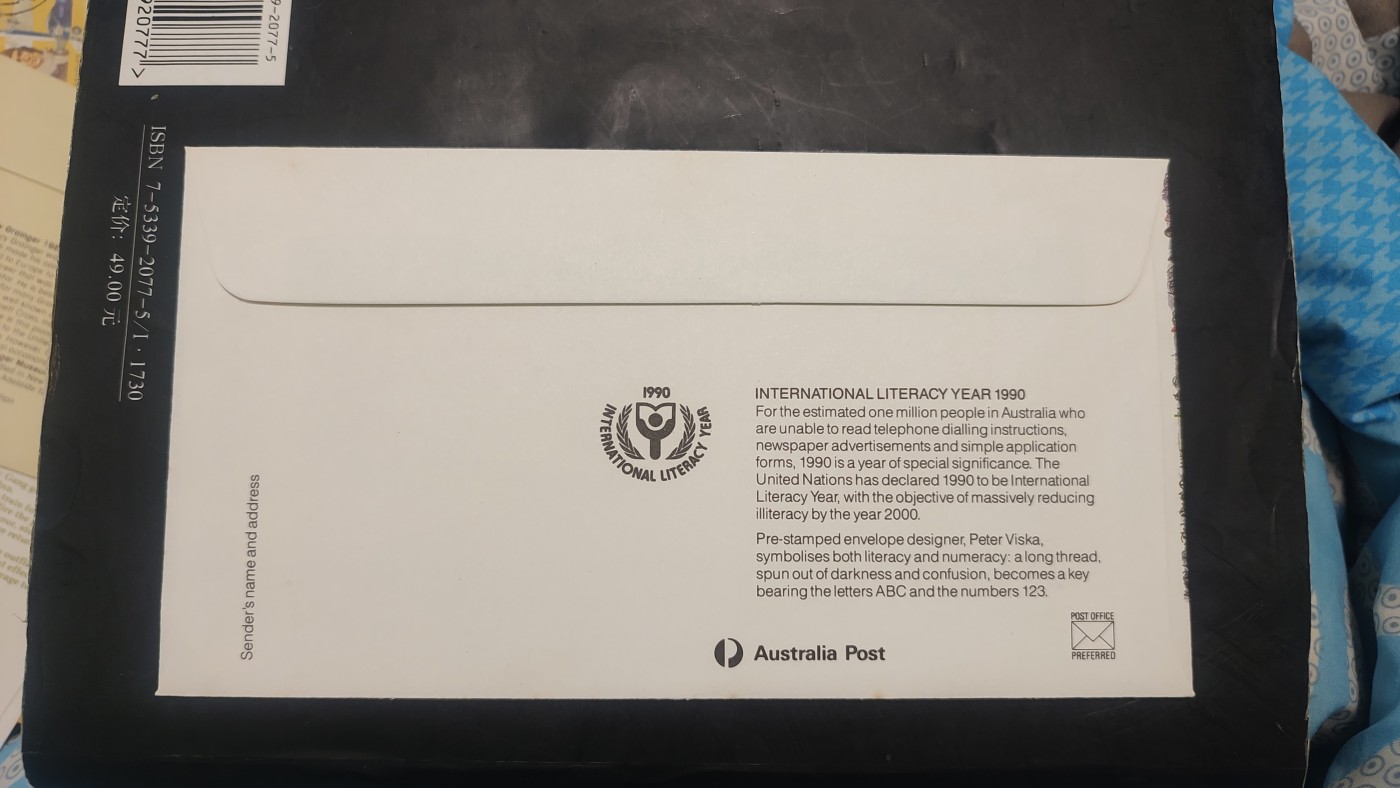 9-2077-5
920777>
ISBN 7-5339-2077-5/I·1730
定价: 49.00 元
1990
INTERNATIONAL LITERACY YEAR
INTERNATIONAL LITERACY YEAR 1990
For the estimated one million people in Australia who
are unable to read telephone dialling instructions,
newspaper advertisements and simple application
forms, 1990 is a year of special significance. The
United Nations has declared 1990 to be International
Literacy Year, with the objective of massively reducing
illiteracy by the year 2000.
Pre-stamped envelope designer, Peter Viska,
symbolises both literacy and numeracy: a long thread,
spun out of darkness and confusion, becomes a key
bearing the letters ABC and the numbers 123.
Sender's name and address
Australia Post
POST OFFICE
PREFERRED